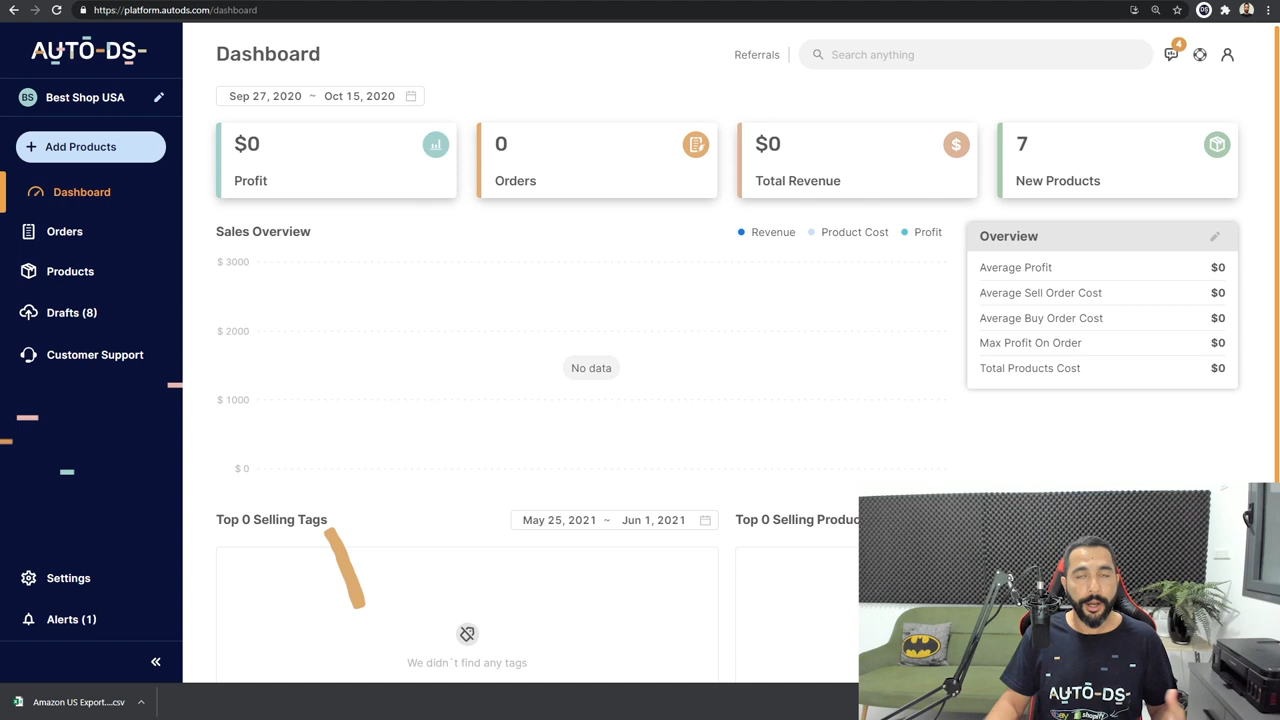 https://platform.autods.com/dashboard
AUTO-DS-
Dashboard
Referrals
Search anything
4
BS Best Shop USA
Sep 27, 2020 ~ Oct 15, 2020
+ Add Products
$0
Profit
0
Orders
$0
Total Revenue
$
7
New Products
Dashboard
Orders
Products
Drafts (8)
Customer Support
Settings
Alerts (1)
Sales Overview
Revenue
Product Cost
Profit
$ 3000
$ 2000
$ 1000
$ 0
No data
Overview
Average Profit $0
Average Sell Order Cost $0
Average Buy Order Cost $0
Max Profit On Order $0
Total Products Cost $0
Top 0 Selling Tags
May 25, 2021 ~ Jun 1, 2021
Top 0 Selling Produc
We didn`t find any tags
Amazon US Export....csv
AUTO-DS-
shopify